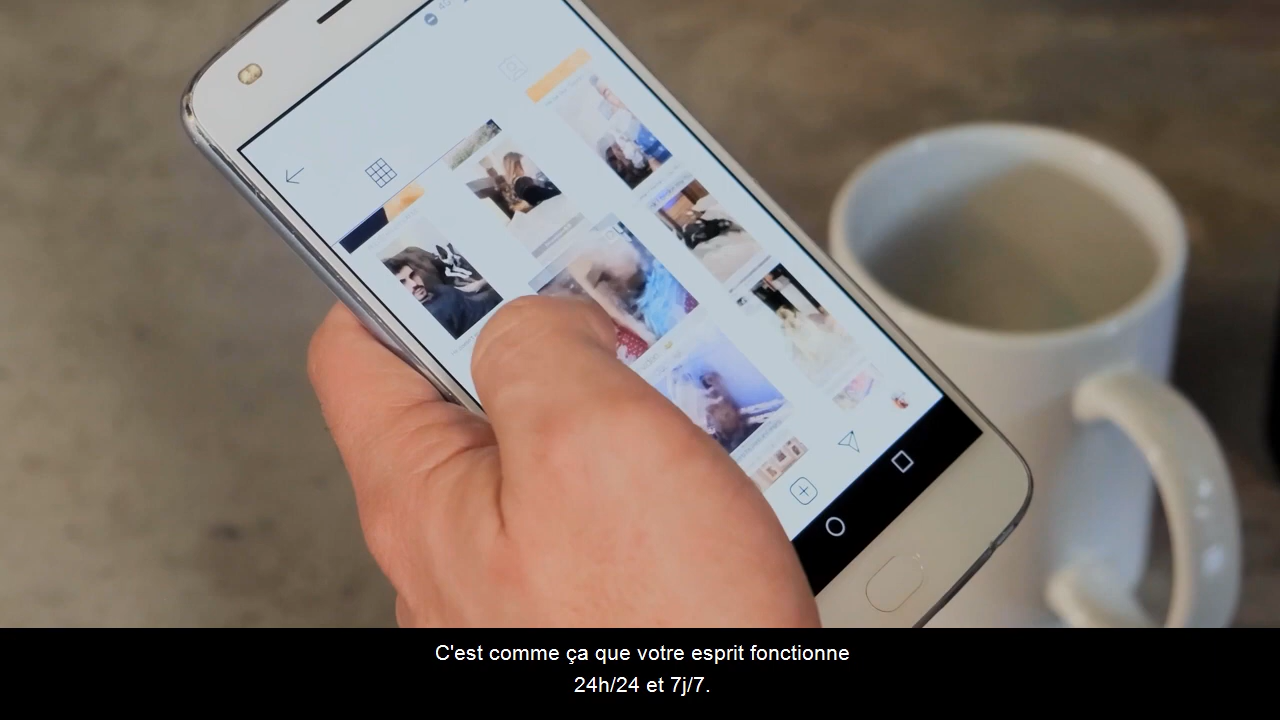 C'est comme ça que votre esprit fonctionne
24h/24 et 7j/7.